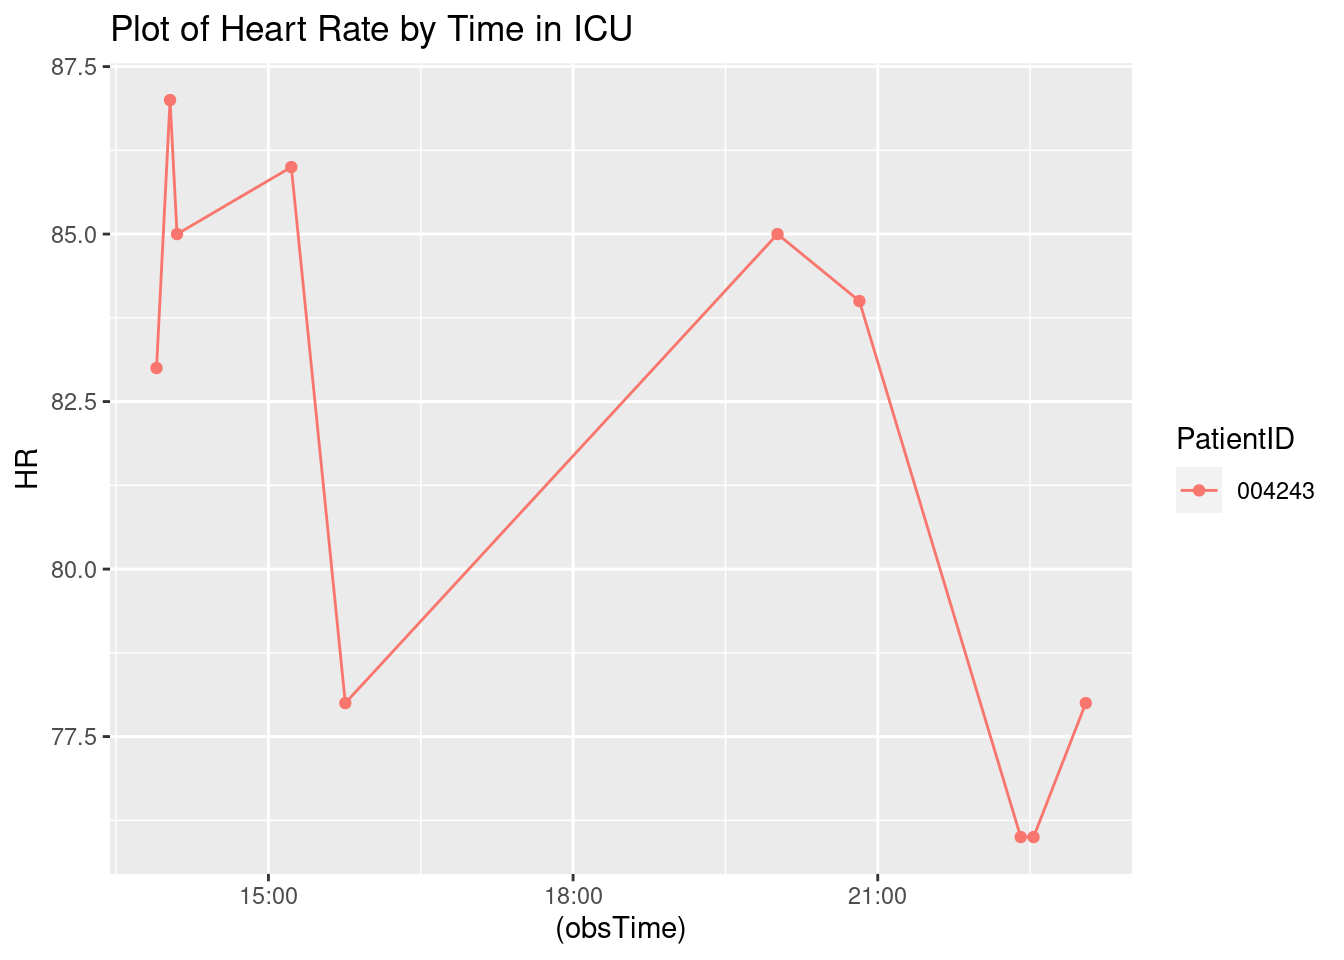 Plot of Heart Rate by Time in ICU
87.5
85.0
82.5
80.0
77.5
HR
15:00
18:00
21:00
(obsTime)
PatientID
004243